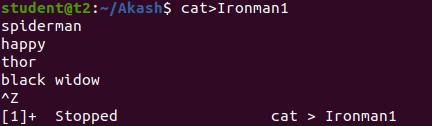 student@t2:~/Akash$ cat>Ironman1
spiderman
happy
thor
black widow
^Z
[1]+  Stopped                 cat > Ironman1